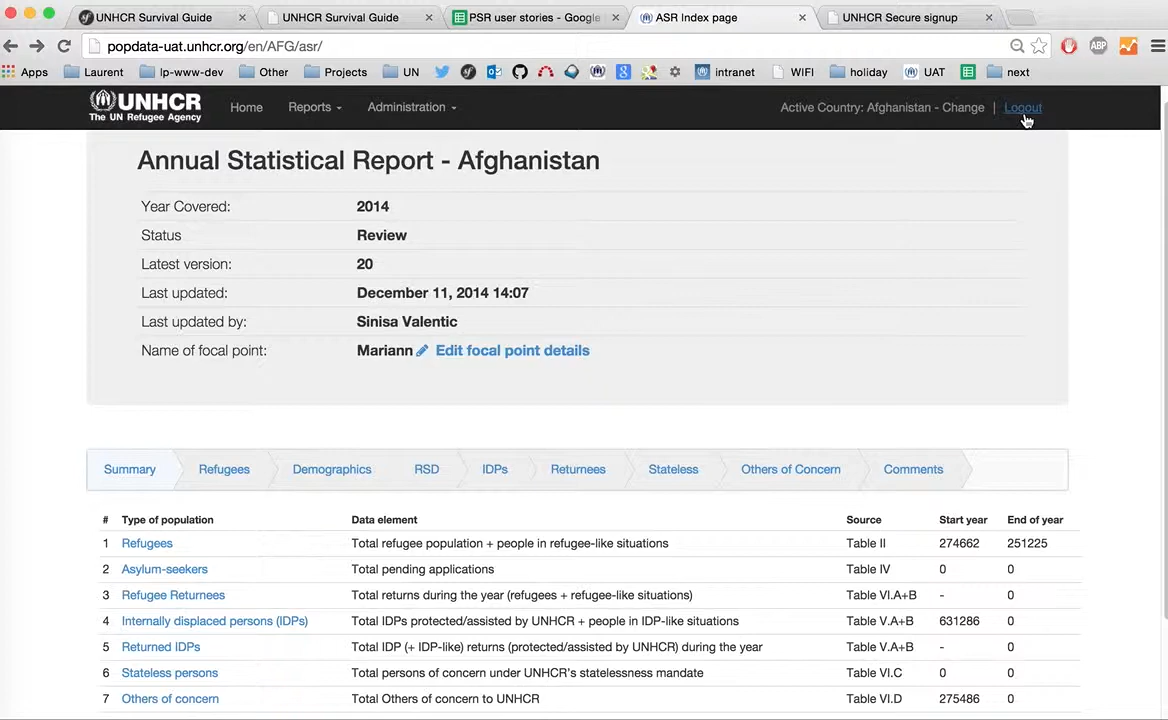 UNHCR Survival Guide × UNHCR Survival Guide × PSR user stories - Google × ASR Index page × UNHCR Secure signup ×
popdata-uat.unhcr.org/en/AFG/asr/ ABP
Apps Laurent lp-www-dev Other Projects UN intranet WIFI holiday UAT next
UNHCR
The UN Refugee Agency
Home Reports Administration Active Country: Afghanistan - Change | Logout
Annual Statistical Report - Afghanistan
Year Covered: 2014
Status Review
Latest version: 20
Last updated: December 11, 2014 14:07
Last updated by: Sinisa Valentic
Name of focal point: Mariann Edit focal point details
Summary Refugees Demographics RSD IDPs Returnees Stateless Others of Concern Comments
# Type of population Data element Source Start year End of year
1 Refugees Total refugee population + people in refugee-like situations Table II 274662 251225
2 Asylum-seekers Total pending applications Table IV 0 0
3 Refugee Returnees Total returns during the year (refugees + refugee-like situations) Table VI.A+B - 0
4 Internally displaced persons (IDPs) Total IDPs protected/assisted by UNHCR + people in IDP-like situations Table V.A+B 631286 0
5 Returned IDPs Total IDP (+ IDP-like) returns (protected/assisted by UNHCR) during the year Table V.A+B - 0
6 Stateless persons Total persons of concern under UNHCR's statelessness mandate Table VI.C 0 0
7 Others of concern Total Others of concern to UNHCR Table VI.D 275486 0